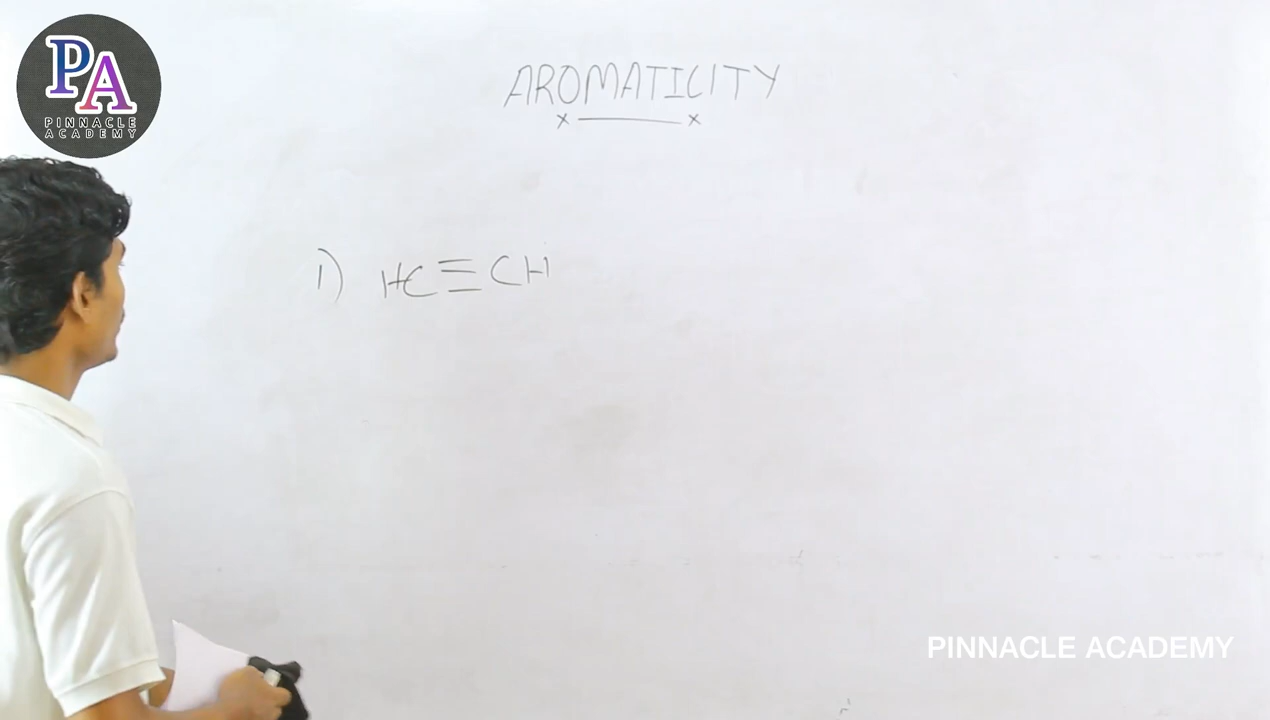 PA
PINNACLE
ACADEMY
AROMATICITY
x x
1) HC≡CH
PINNACLE ACADEMY